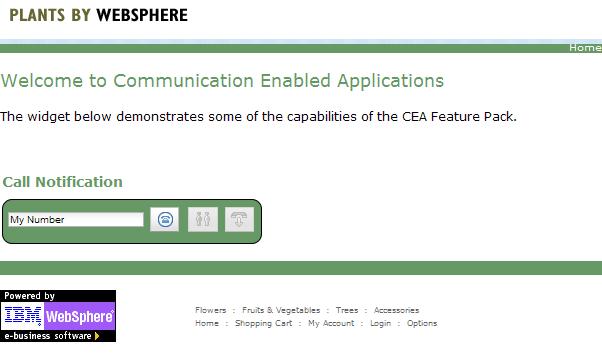 PLANTS BY WEBSPHERE
Home
Welcome to Communication Enabled Applications
The widget below demonstrates some of the capabilities of the CEA Feature Pack.
Call Notification
My Number
Powered by
IBM WebSphere®
e-business software
Flowers : Fruits & Vegetables : Trees : Accessories
Home : Shopping Cart : My Account : Login : Options